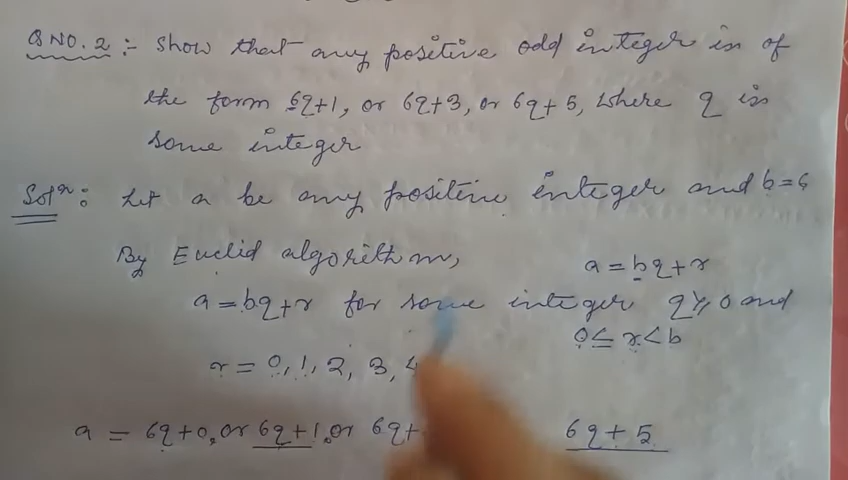 Q NO. 2 :- Show that any positive odd integer is of
the form 6q+1, or 6q+3, or 6q+5, where q is
some integer
Solⁿ: Let a be any positive integer and b=6
By Euclid algorithm,
a = bq+r
a = bq+r for some integer q ≥ 0 and
0 ≤ r < b
r = 0, 1, 2, 3, 4
a = 6q+0, or 6q+1, or 6q+ 6q+5